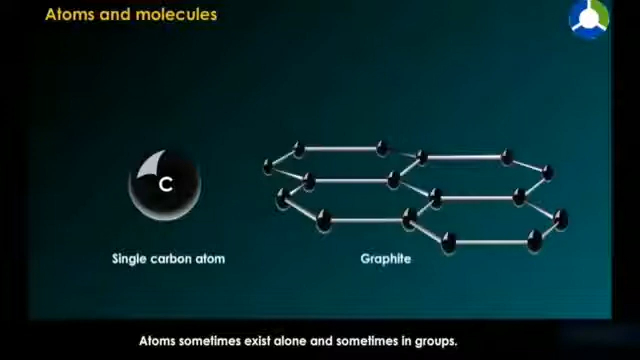 Atoms and molecules
C
Single carbon atom
Graphite
Atoms sometimes exist alone and sometimes in groups.